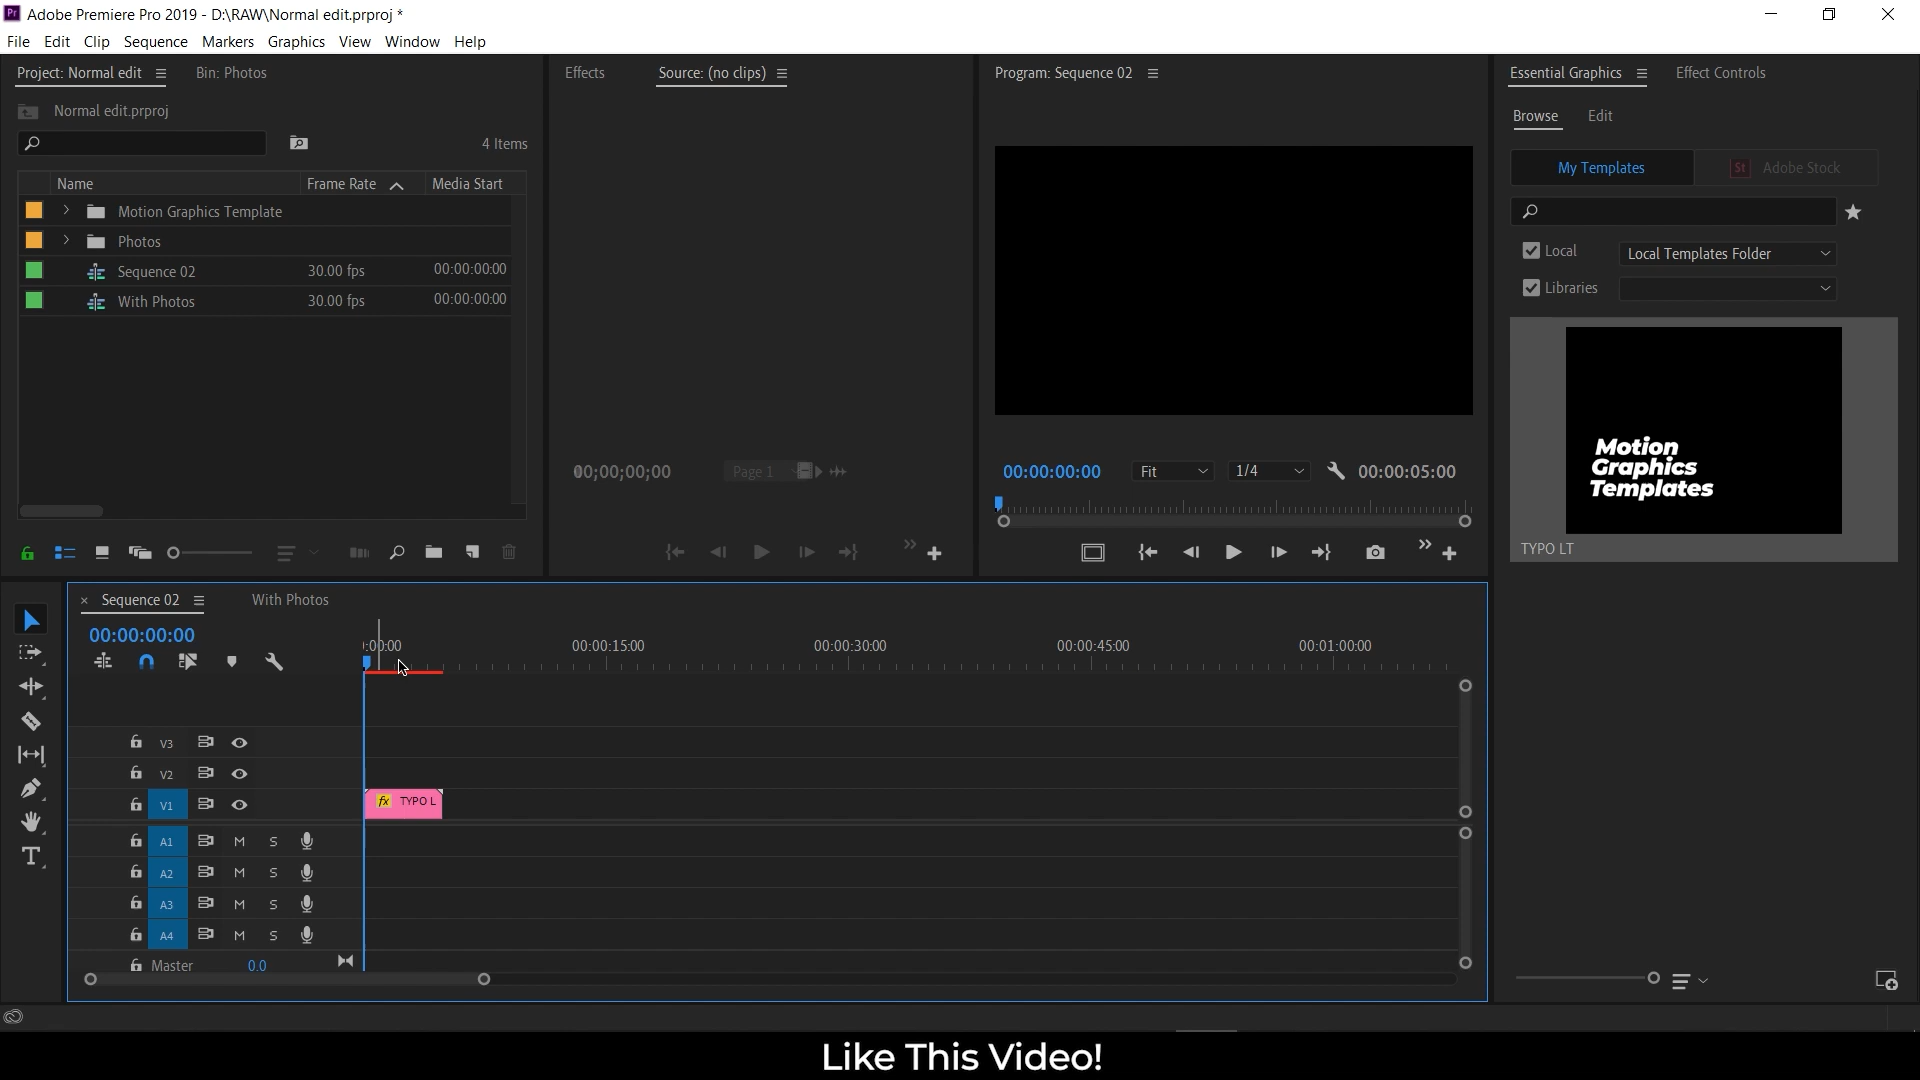 Pr Adobe Premiere Pro 2019 - D:\RAW\Normal edit.prproj *
File Edit Clip Sequence Markers Graphics View Window Help
Project: Normal edit Bin: Photos
Normal edit.prproj
4 Items
Name Frame Rate Media Start
Motion Graphics Template
Photos
Sequence 02 30.00 fps 00:00:00:00
With Photos 30.00 fps 00:00:00:00
Effects Source: (no clips)
00;00;00;00 Page 1
Program: Sequence 02
00:00:00:00 Fit 1/4 00:00:05:00
Essential Graphics Effect Controls
Browse Edit
My Templates St Adobe Stock
Local Local Templates Folder
Libraries
Motion
Graphics
Templates
TYPO LT
× Sequence 02 With Photos
00:00:00:00
:00:00 00:00:15:00 00:00:30:00 00:00:45:00 00:01:00:00
V3
V2
V1 fx TYPO L
A1 M S
A2 M S
A3 M S
A4 M S
Master 0.0
Like This Video!